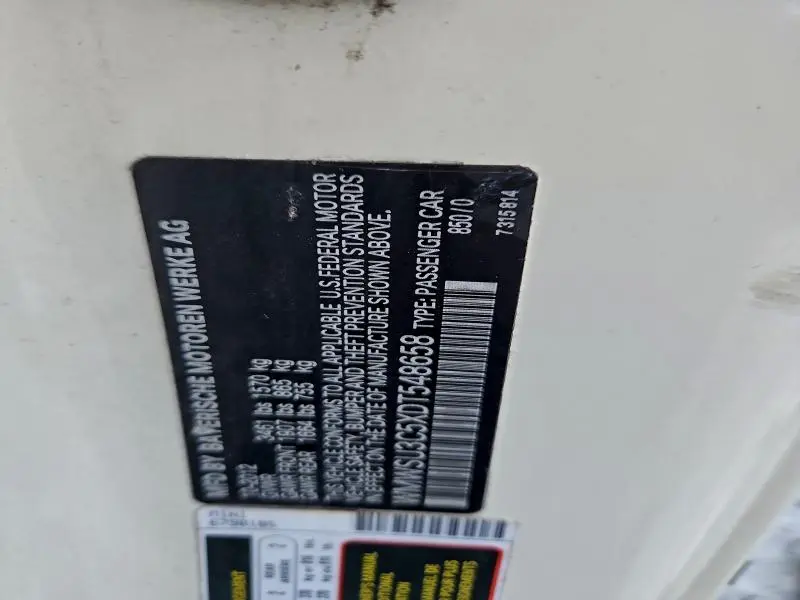 MFD BY BAYERISCHE MOTOREN WERKE AG
GVWR 3461 lbs 1570 kg
GAWR FRONT 1907 lbs 865 kg
GAWR REAR 1664 lbs 755 kg
THIS VEHICLE CONFORMS TO ALL APPLICABLE U.S. FEDERAL MOTOR
VEHICLE SAFETY, BUMPER AND THEFT PREVENTION STANDARDS
IN EFFECT ON THE DATE OF MANUFACTURE SHOWN ABOVE.
WMWSU3C5XDT548658 TYPE: PASSENGER CAR
850/0
7315814
MINI